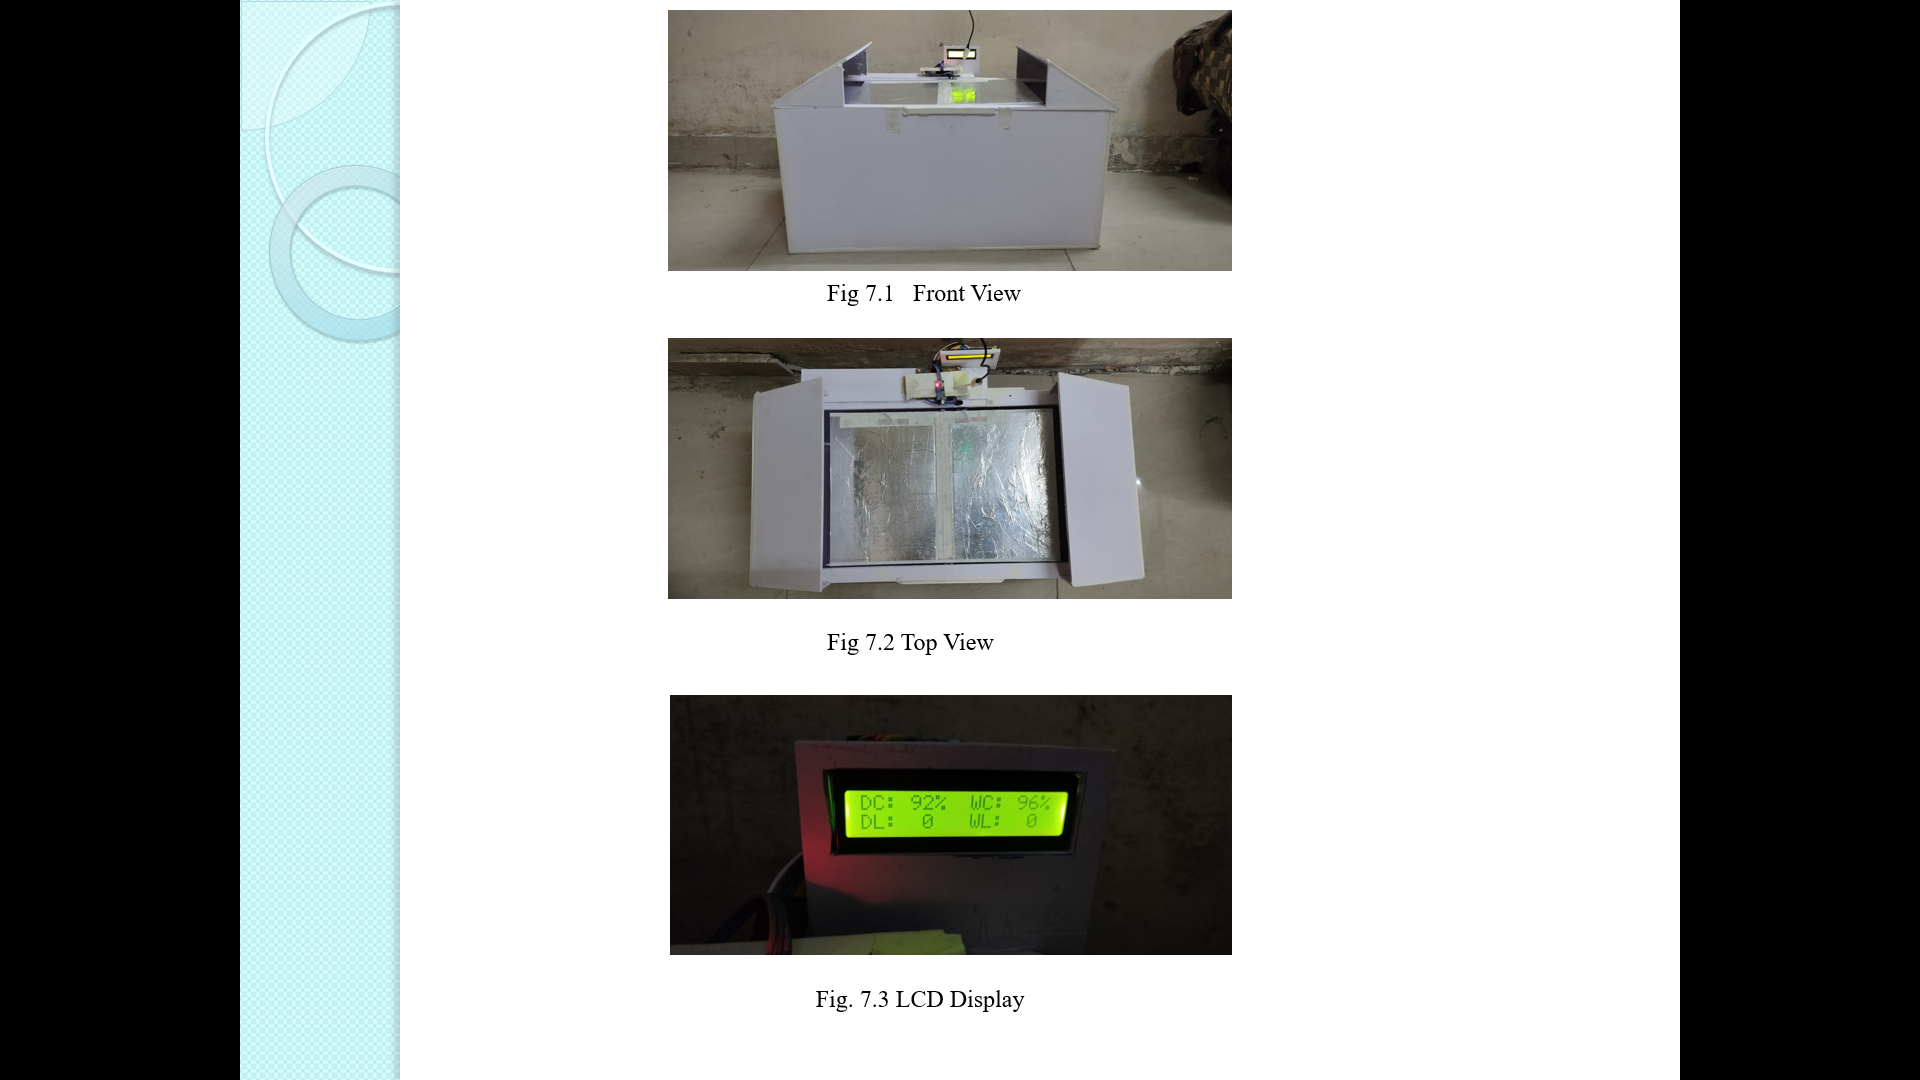 Fig 7.1 Front View
Fig 7.2 Top View
DC: 92% WC: 96%
DL: 0 WL: 0
Fig. 7.3 LCD Display